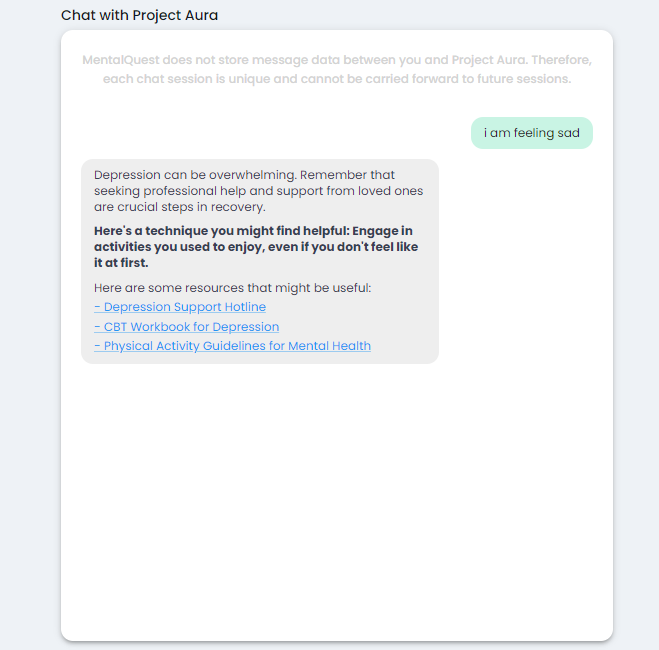 Chat with Project Aura
MentalQuest does not store message data between you and Project Aura. Therefore,
each chat session is unique and cannot be carried forward to future sessions.
i am feeling sad
Depression can be overwhelming. Remember that
seeking professional help and support from loved ones
are crucial steps in recovery.
Here's a technique you might find helpful: Engage in
activities you used to enjoy, even if you don't feel like
it at first.
Here are some resources that might be useful:
- Depression Support Hotline
- CBT Workbook for Depression
- Physical Activity Guidelines for Mental Health